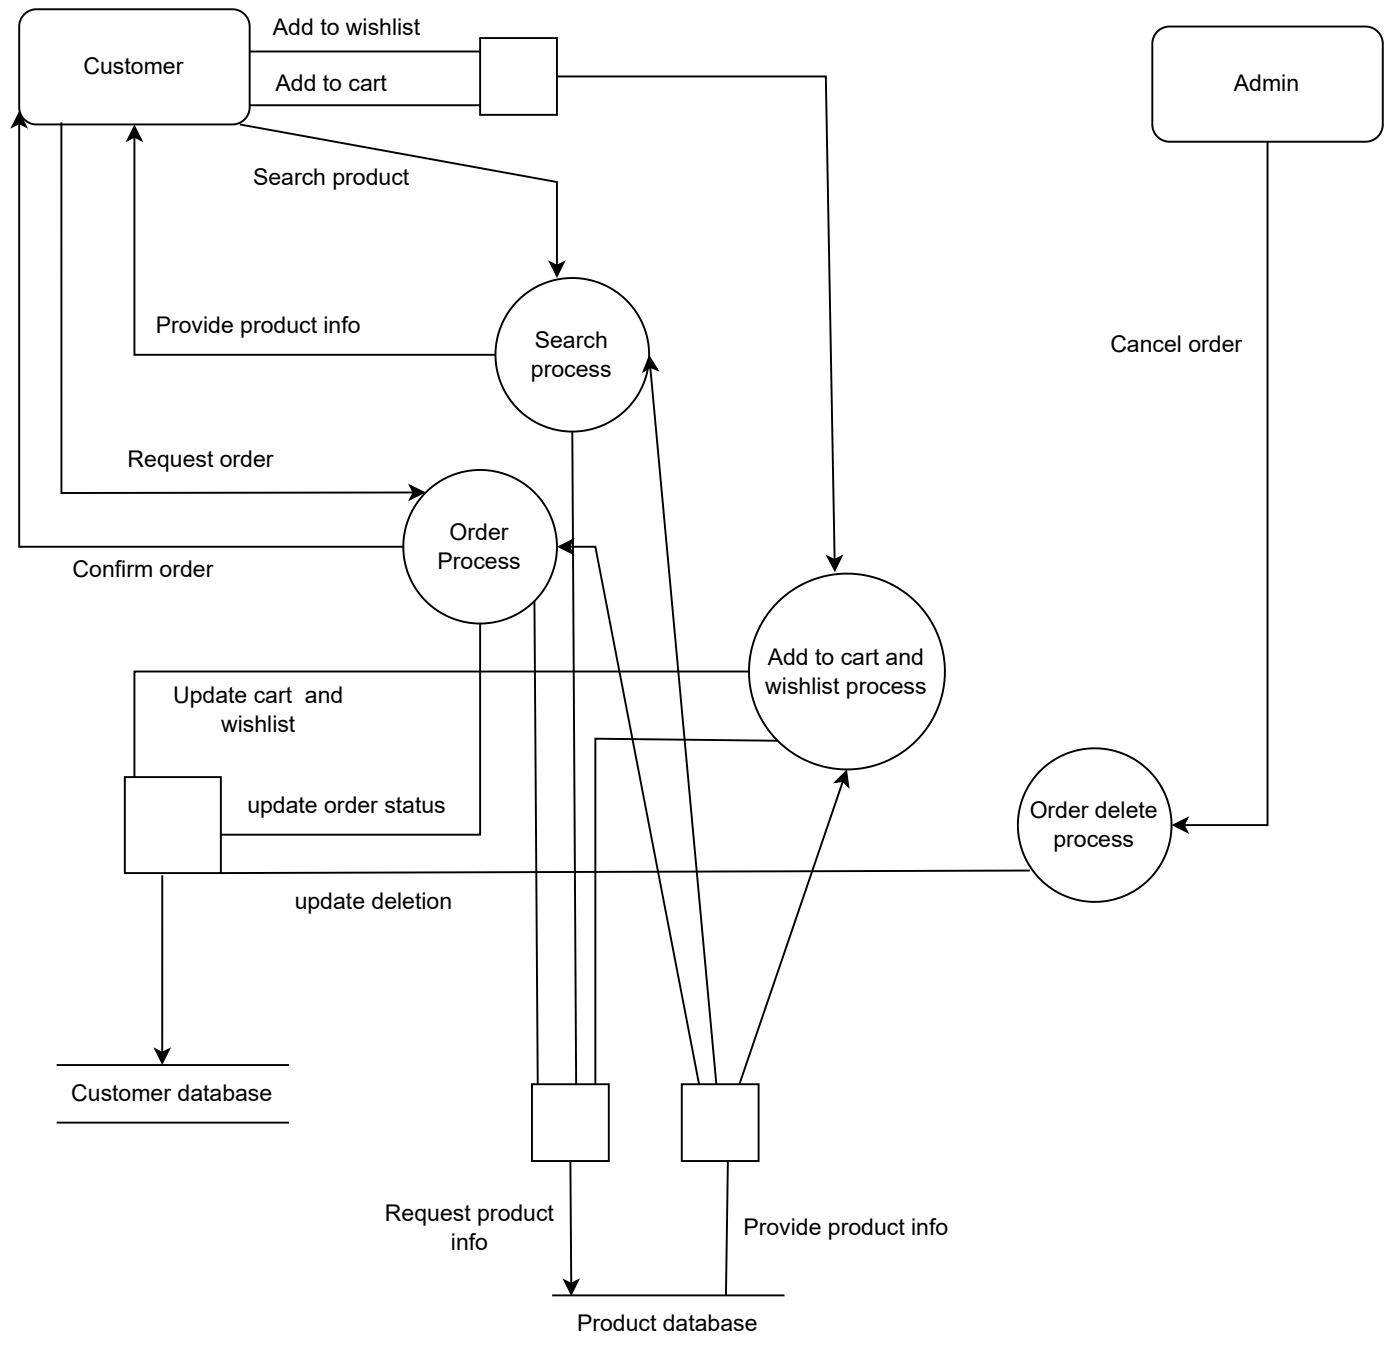 Add to wishlist
Customer
Add to cart
Admin
Search product
Provide product info
Search
process
Cancel order
Request order
Order
Process
Confirm order
Add to cart and
wishlist process
Update cart  and
wishlist
update order status
Order delete
process
update deletion
Customer database
Request product
info
Provide product info
Product database